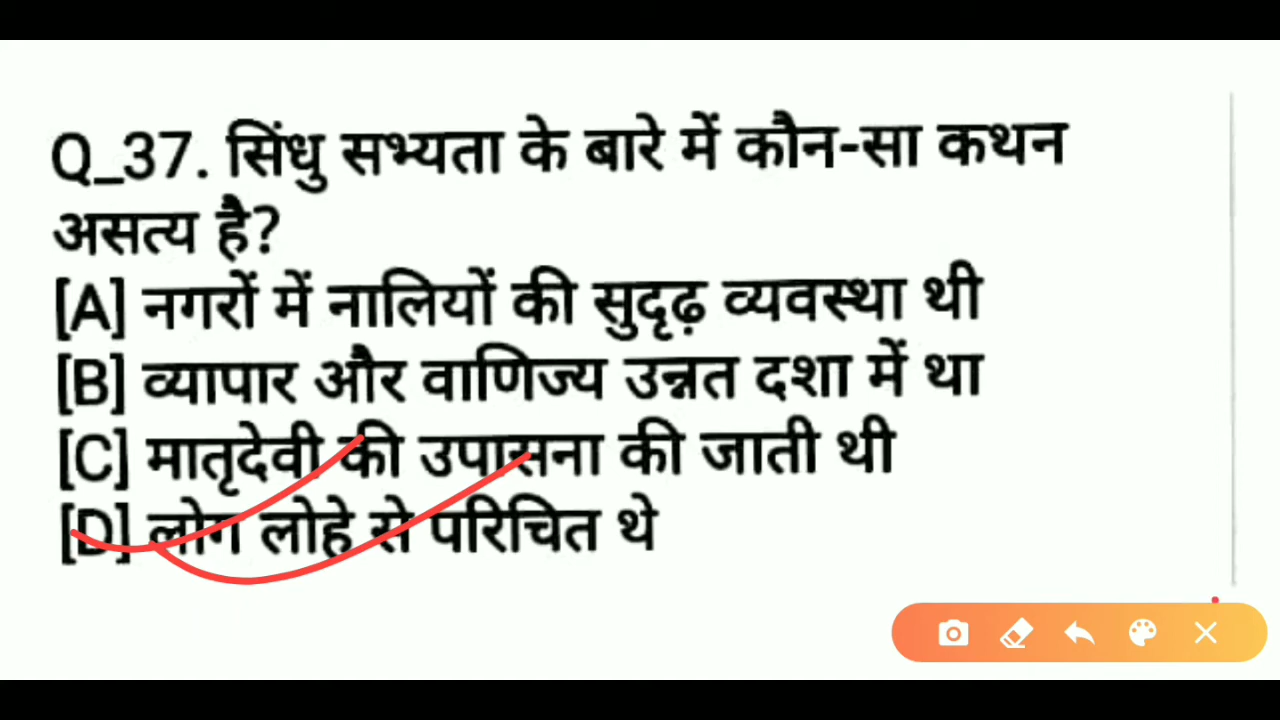 Q_37. सिंधु सभ्यता के बारे में कौन-सा कथन
असत्य है?
[A] नगरों में नालियों की सुदृढ़ व्यवस्था थी
[B] व्यापार और वाणिज्य उन्नत दशा में था
[C] मातृदेवी की उपासना की जाती थी
[D] लोग लोहे से परिचित थे